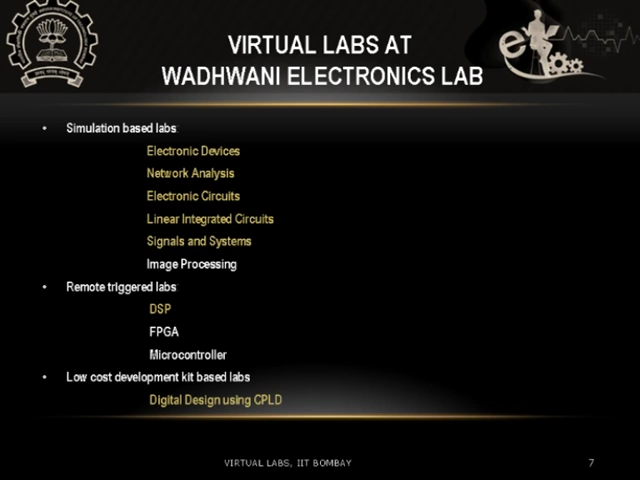 VIRTUAL LABS AT
WADHWANI ELECTRONICS LAB
• Simulation based labs:
Electronic Devices
Network Analysis
Electronic Circuits
Linear Integrated Circuits
Signals and Systems
Image Processing
• Remote triggered labs:
DSP
FPGA
Microcontroller
• Low cost development kit based labs
Digital Design using CPLD
VIRTUAL LABS, IIT BOMBAY
7